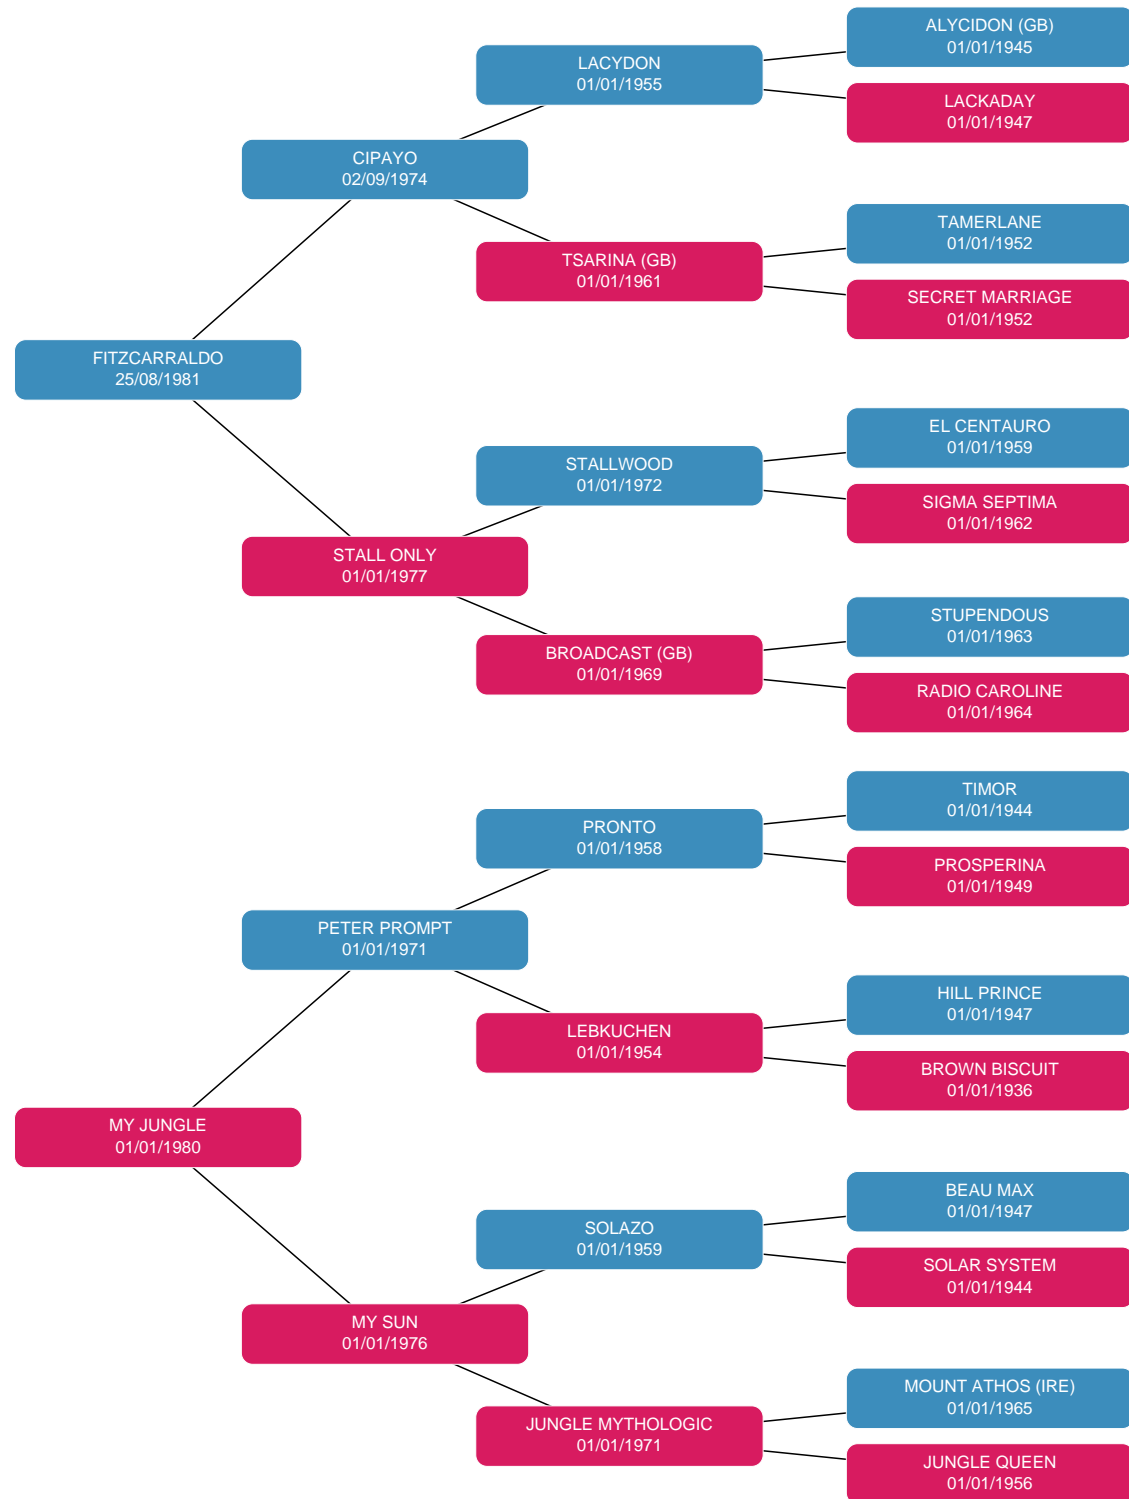 ALYCIDON (GB)
01/01/1945
LACYDON
01/01/1955
LACKADAY
01/01/1947
CIPAYO
02/09/1974
TAMERLANE
01/01/1952
TSARINA (GB)
01/01/1961
SECRET MARRIAGE
01/01/1952
FITZCARRALDO
25/08/1981
EL CENTAURO
01/01/1959
STALLWOOD
01/01/1972
SIGMA SEPTIMA
01/01/1962
STALL ONLY
01/01/1977
STUPENDOUS
01/01/1963
BROADCAST (GB)
01/01/1969
RADIO CAROLINE
01/01/1964
TIMOR
01/01/1944
PRONTO
01/01/1958
PROSPERINA
01/01/1949
PETER PROMPT
01/01/1971
HILL PRINCE
01/01/1947
LEBKUCHEN
01/01/1954
BROWN BISCUIT
01/01/1936
MY JUNGLE
01/01/1980
BEAU MAX
01/01/1947
SOLAZO
01/01/1959
SOLAR SYSTEM
01/01/1944
MY SUN
01/01/1976
MOUNT ATHOS (IRE)
01/01/1965
JUNGLE MYTHOLOGIC
01/01/1971
JUNGLE QUEEN
01/01/1956